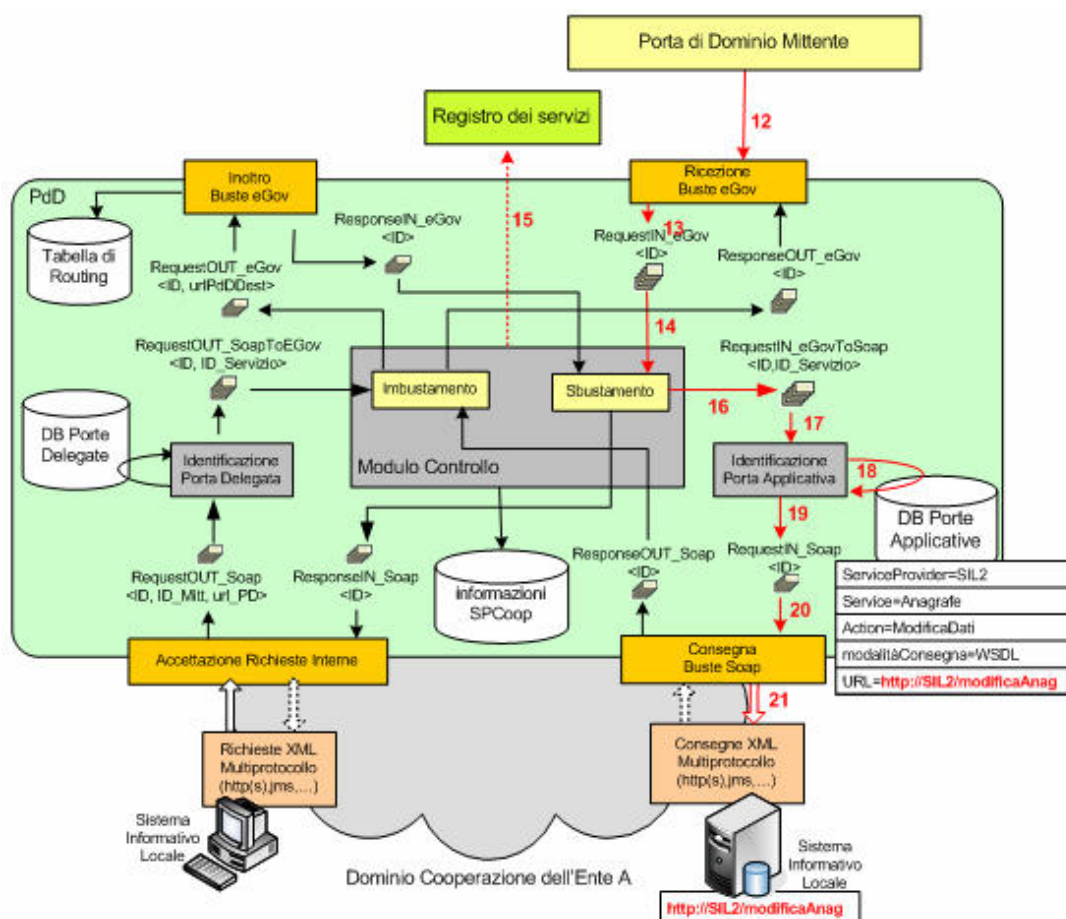 Porta di Dominio Mittente
Registro dei servizi
12
PdD
Inoltro
Buste eGov
Ricezione
Buste eGov
15
13
ResponseIN_eGov
<ID>
RequestIN_eGov
<ID>
Tabella di
Routing
RequestOUT_eGov
<ID, urlPdDDest>
ResponseOUT_eGov
<ID>
14
RequestOUT_SoapToEGov
<ID, ID_Servizio>
RequestIN_eGovToSoap
<ID,ID_Servizio>
Imbustamento
Sbustamento
16
17
DB Porte
Delegate
Identificazione
Porta Delegata
Modulo Controllo
Identificazione
Porta Applicativa
18
19
DB Porte
Applicative
RequestOUT_Soap
<ID, ID_Mitt, url_PD>
ResponseIN_Soap
<ID>
informazioni
SPCoop
ResponseOUT_Soap
<ID>
RequestIN_Soap
<ID>
20
ServiceProvider=SIL2
Service=Anagrafe
Action=ModificaDati
modalitàConsegna=WSDL
URL=http://SIL2/modificaAnag
Accettazione Richieste Interne
Consegna
Buste Soap
21
Richieste XML
Multiprotocollo
(http(s),jms,...)
Consegne XML
Multiprotocollo
(http(s),jms,...)
Sistema
Informativo
Locale
Dominio Cooperazione dell'Ente A
Sistema
Informativo
Locale
http://SIL2/modificaAnag